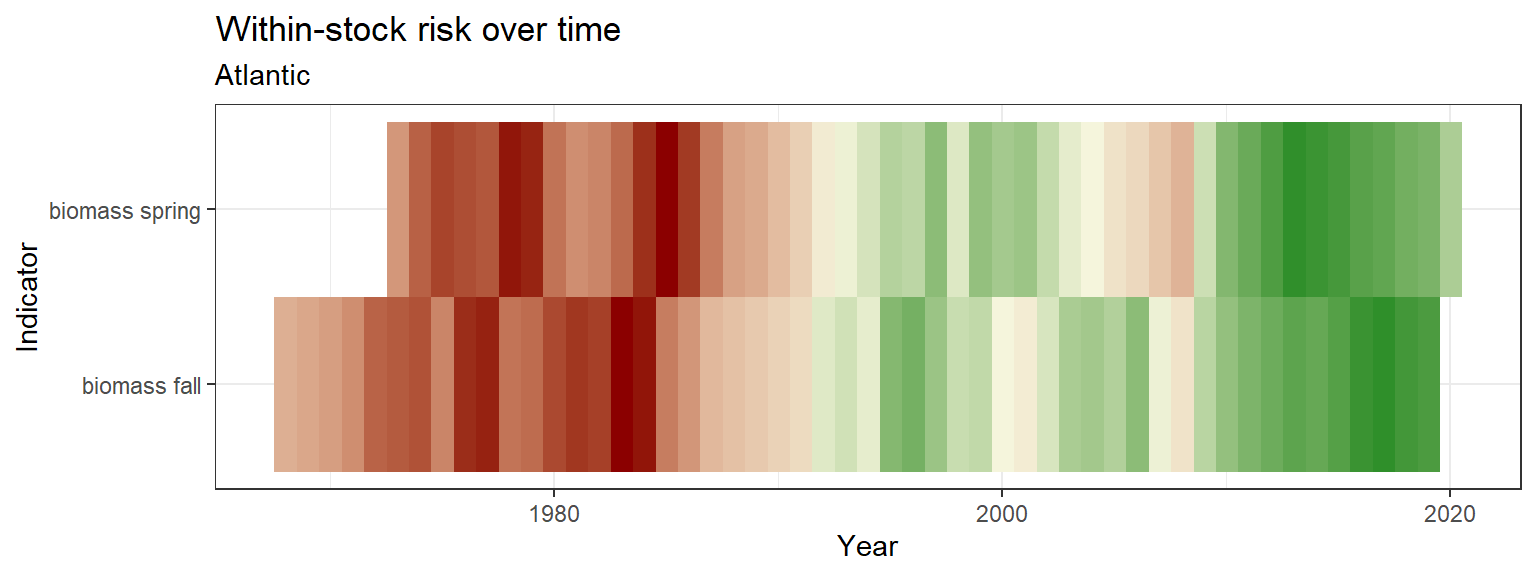 Within-stock risk over time
Atlantic
Indicator
biomass spring
biomass fall
1980
2000
2020
Year